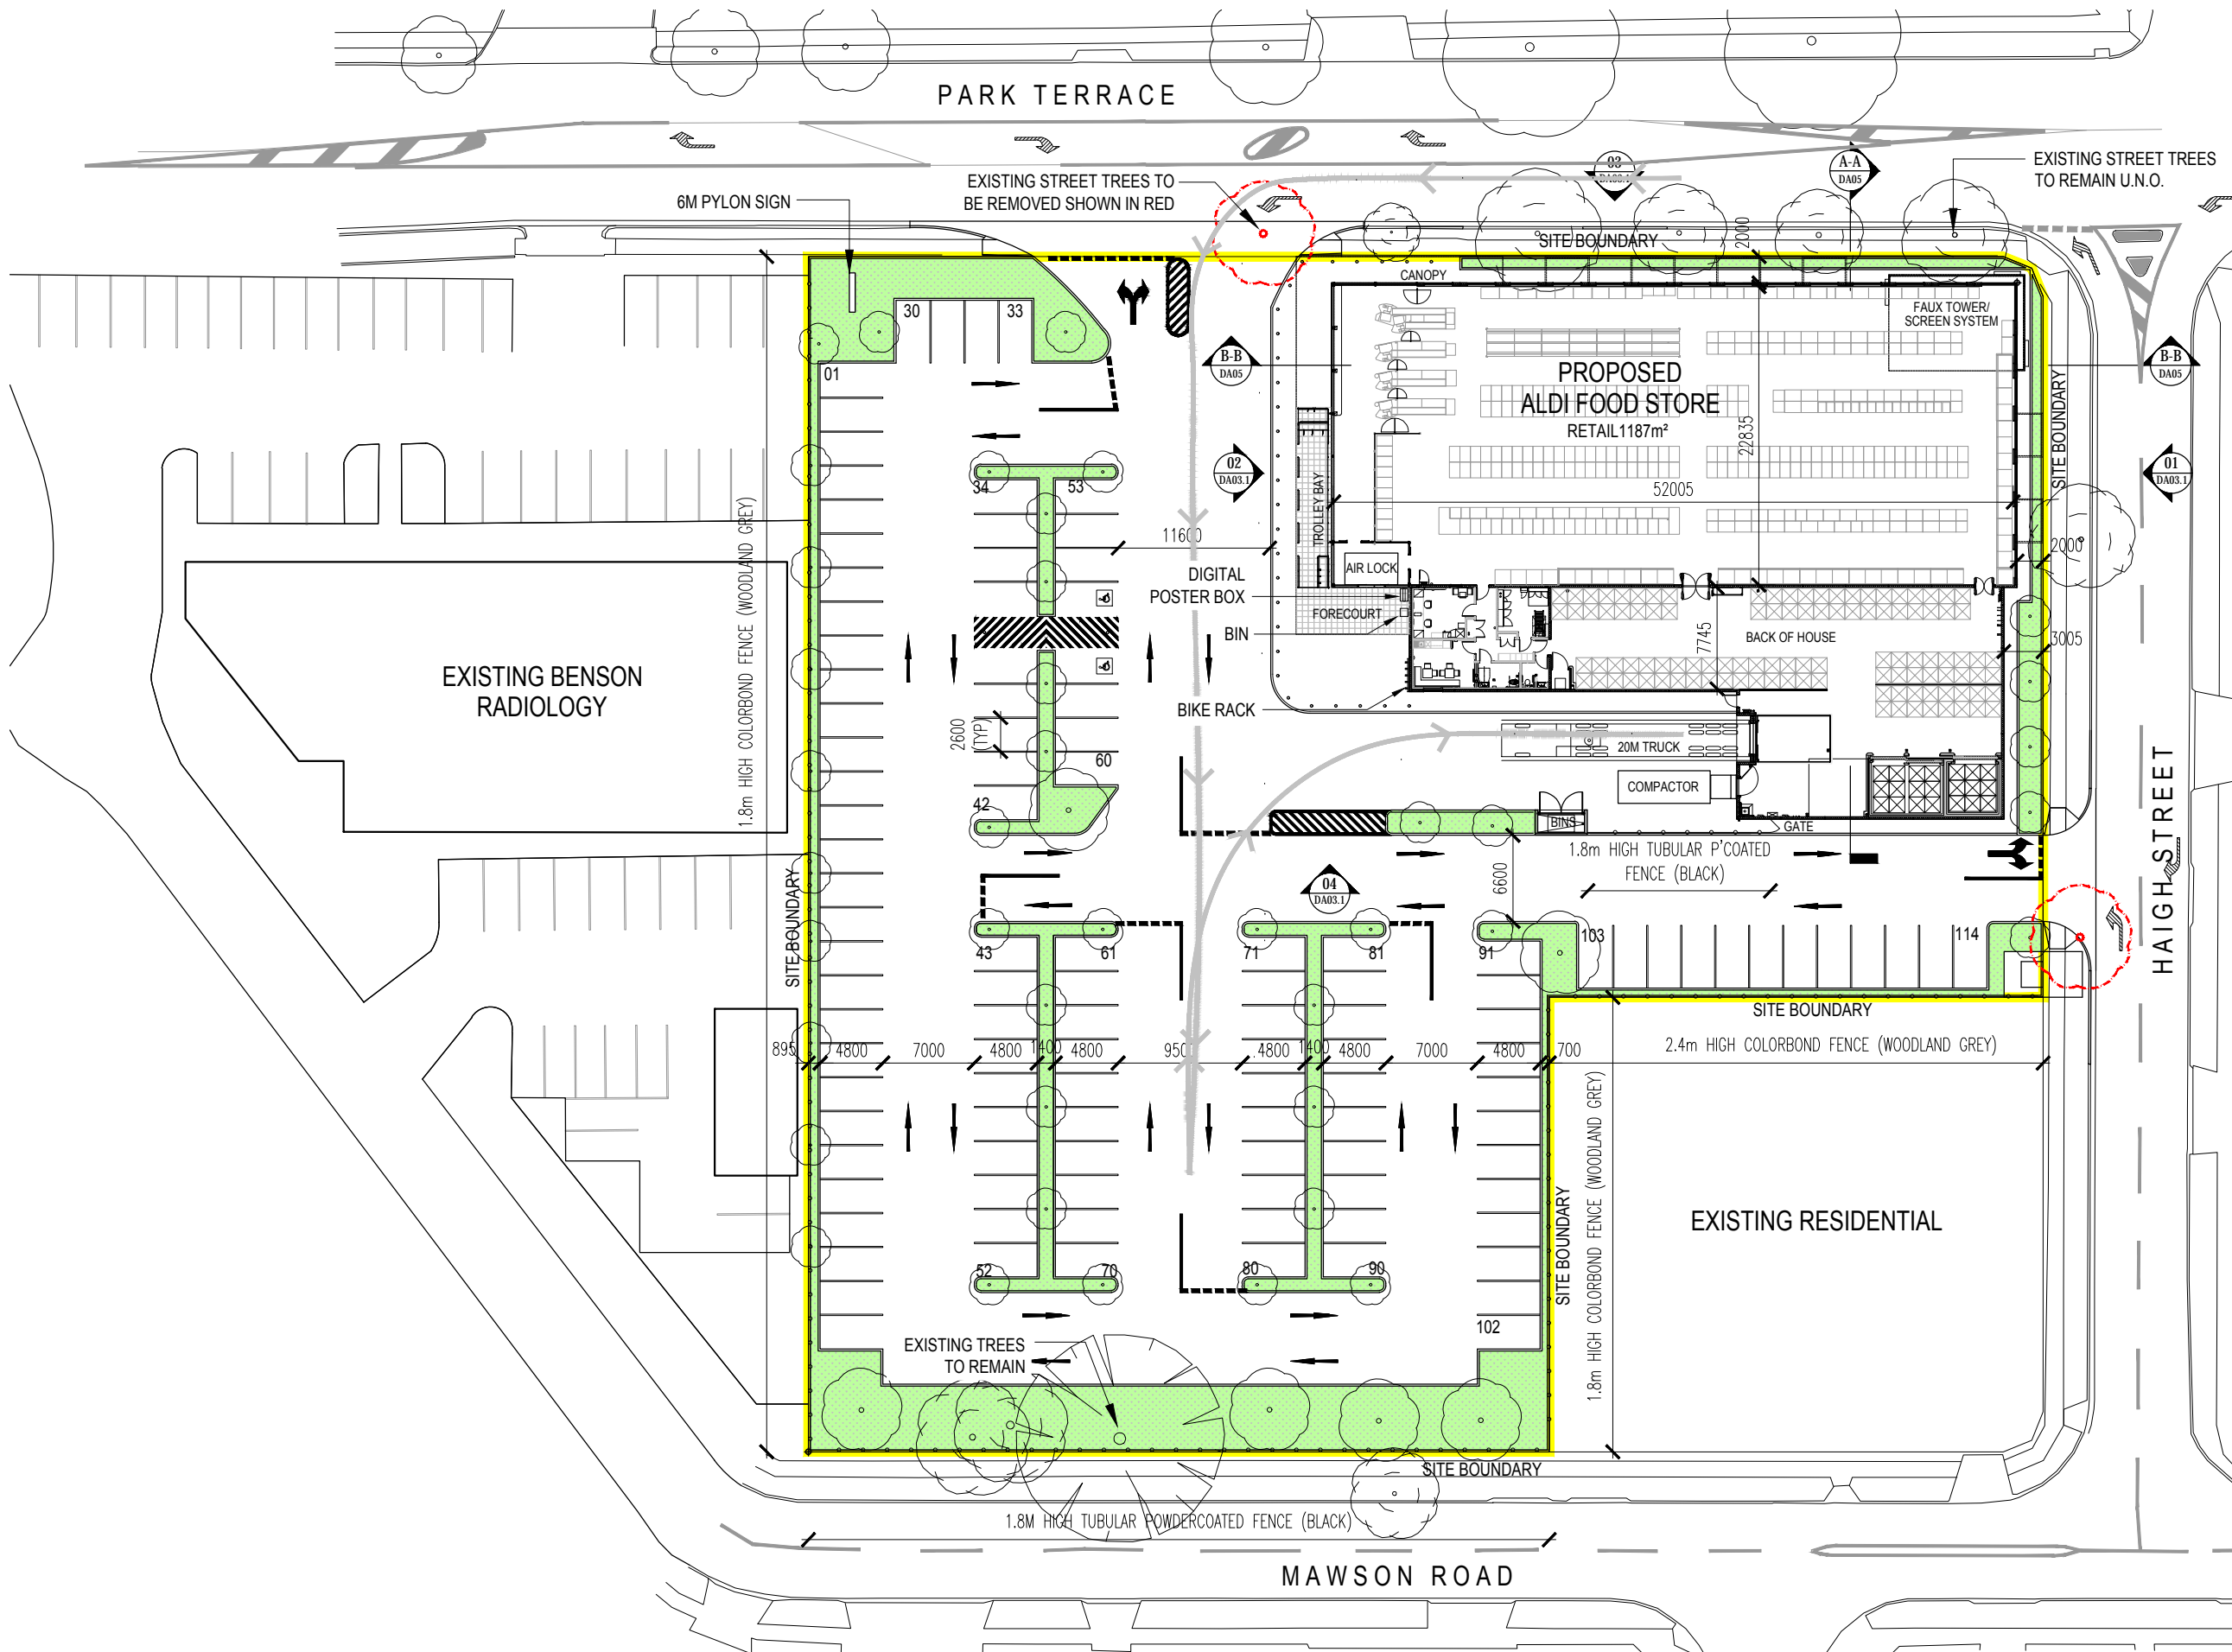 PARK TERRACE
EXISTING STREET TREES TO
BE REMOVED SHOWN IN RED
6M PYLON SIGN
03
A-A
DA05
EXISTING STREET TREES
TO REMAIN U.N.O.
SITE BOUNDARY
2000
CANOPY
FAUX TOWER/
SCREEN SYSTEM
30
33
01
B-B
DA05
B-B
DA05
PROPOSED
ALDI FOOD STORE
RETAIL1187m²
22835
SITE BOUNDARY
02
DA03.1
01
DA03.1
34
53
TROLLEY BAY
52005
11600
AIR LOCK
2000
1.8m HIGH COLORBOND FENCE (WOODLAND GREY)
DIGITAL
POSTER BOX
FORECOURT
BIN
7745
BACK OF HOUSE
3005
EXISTING BENSON
RADIOLOGY
BIKE RACK
2600
(TYP)
60
20M TRUCK
COMPACTOR
42
BINS
GATE
HAIGH STREET
1.8m HIGH TUBULAR P'COATED
FENCE (BLACK)
6600
04
DA03.1
SITE BOUNDARY
43
61
71
81
91
103
114
SITE BOUNDARY
895
4800
7000
4800
1400
4800
950
4800
1400
4800
7000
4800
700
2.4m HIGH COLORBOND FENCE (WOODLAND GREY)
1.8m HIGH COLORBOND FENCE (WOODLAND GREY)
SITE BOUNDARY
EXISTING RESIDENTIAL
52
70
80
90
102
EXISTING TREES
TO REMAIN
SITE BOUNDARY
1.8M HIGH TUBULAR POWDERCOATED FENCE (BLACK)
MAWSON ROAD